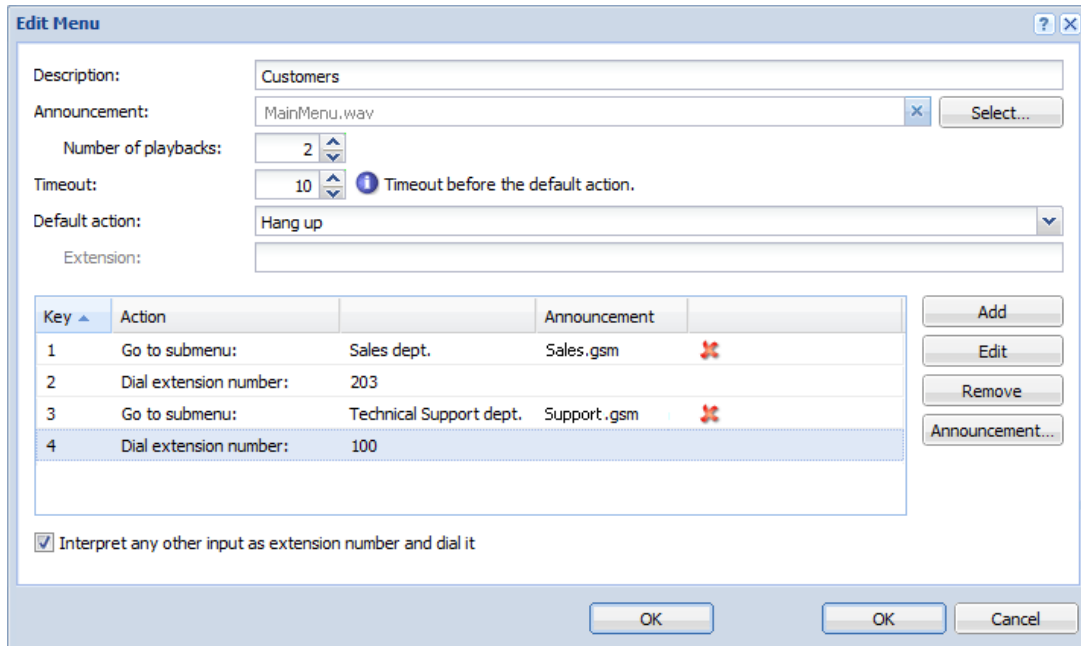 Edit Menu
Description: Customers
Announcement: MainMenu.wav Select...
Number of playbacks: 2
Timeout: 10 Timeout before the default action.
Default action: Hang up
Extension:
Key Action Announcement
1 Go to submenu: Sales dept. Sales.gsm
2 Dial extension number: 203
3 Go to submenu: Technical Support dept. Support.gsm
4 Dial extension number: 100
Add
Edit
Remove
Announcement...
Interpret any other input as extension number and dial it
OK OK Cancel